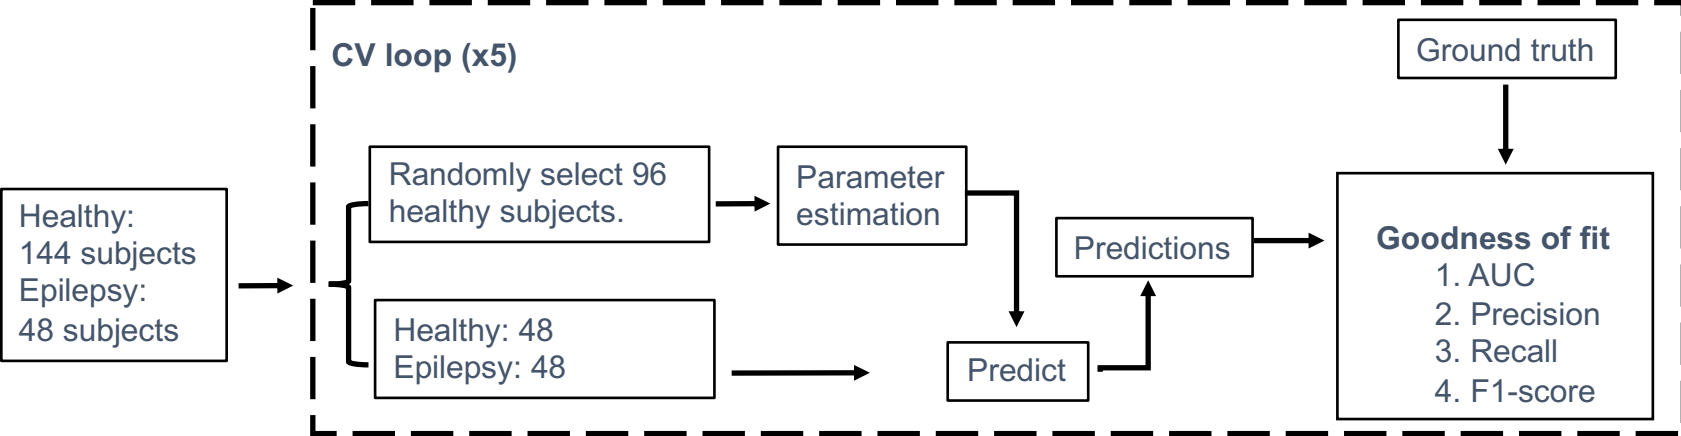 CV loop (x5)
Ground truth
Healthy:
144 subjects
Epilepsy:
48 subjects
Randomly select 96
healthy subjects.
Parameter
estimation
Healthy: 48
Epilepsy: 48
Predict
Predictions
Goodness of fit
1. AUC
2. Precision
3. Recall
4. F1-score